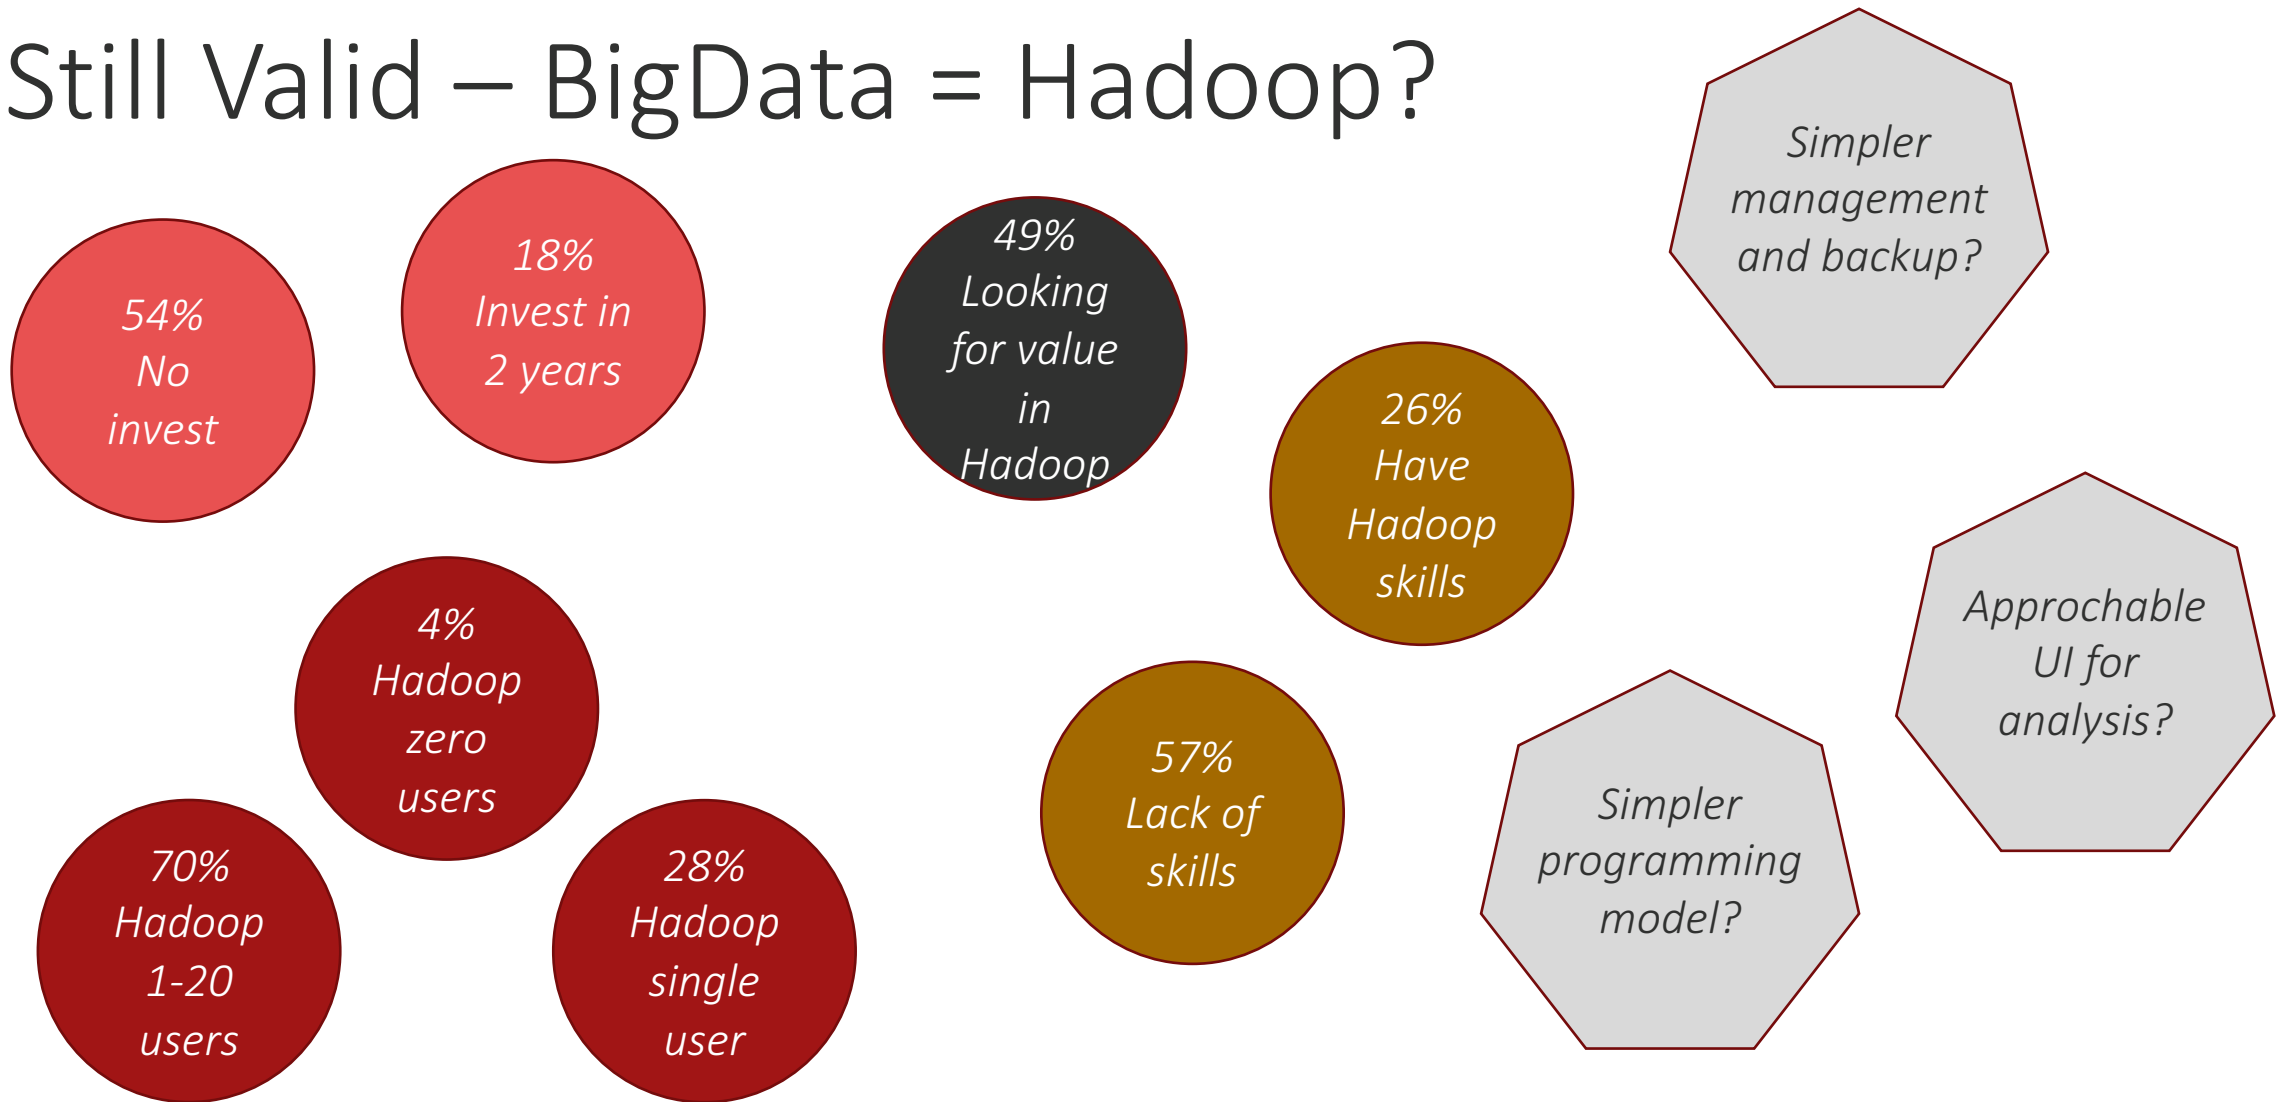 Still Valid – BigData = Hadoop?
54%
No
invest
18%
Invest in
2 years
49%
Looking
for value
in
Hadoop
26%
Have
Hadoop
skills
57%
Lack of
skills
4%
Hadoop
zero
users
70%
Hadoop
1-20
users
28%
Hadoop
single
user
Simpler
management
and backup?
Approchable
UI for
analysis?
Simpler
programming
model?